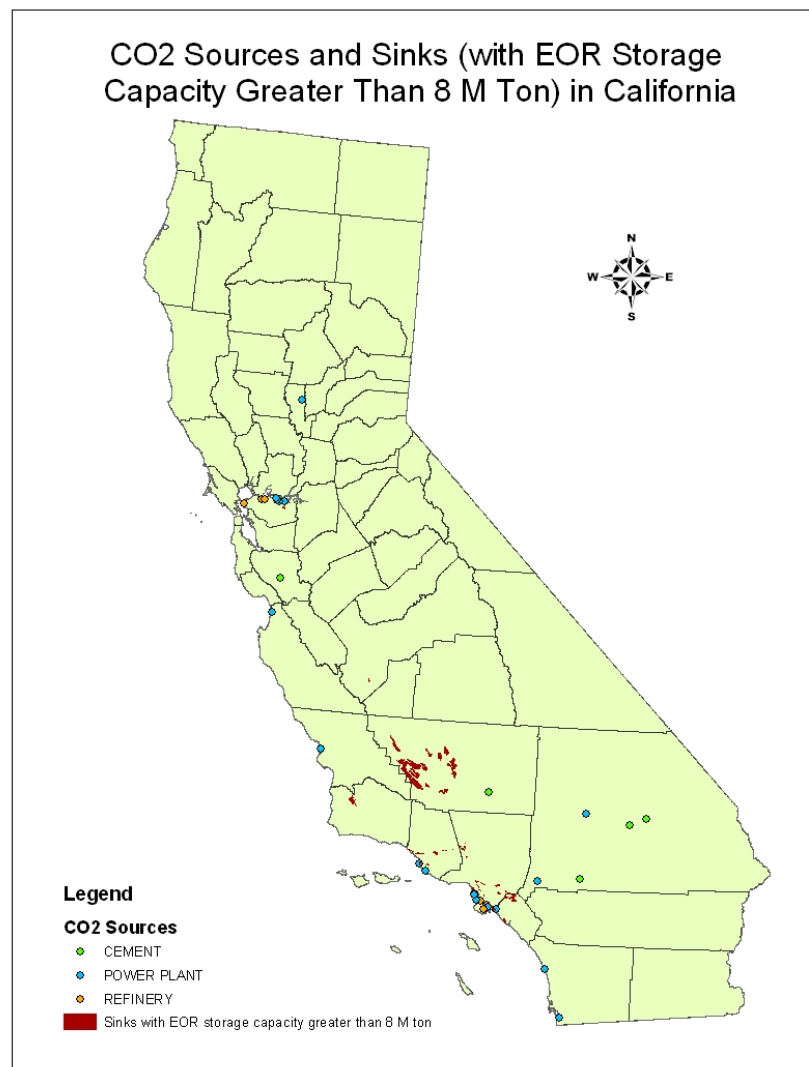 CO2 Sources and Sinks (with EOR Storage
Capacity Greater Than 8 M Ton) in California
N
W E
S
Legend
CO2 Sources
CEMENT
POWER PLANT
REFINERY
Sinks with EOR storage capacity greater than 8 M ton